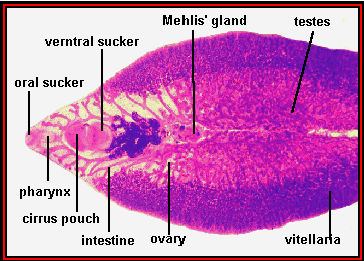 Mehlis' gland
testes
verntral sucker
oral sucker
pharynx
cirrus pouch
intestine
ovary
vitellaria